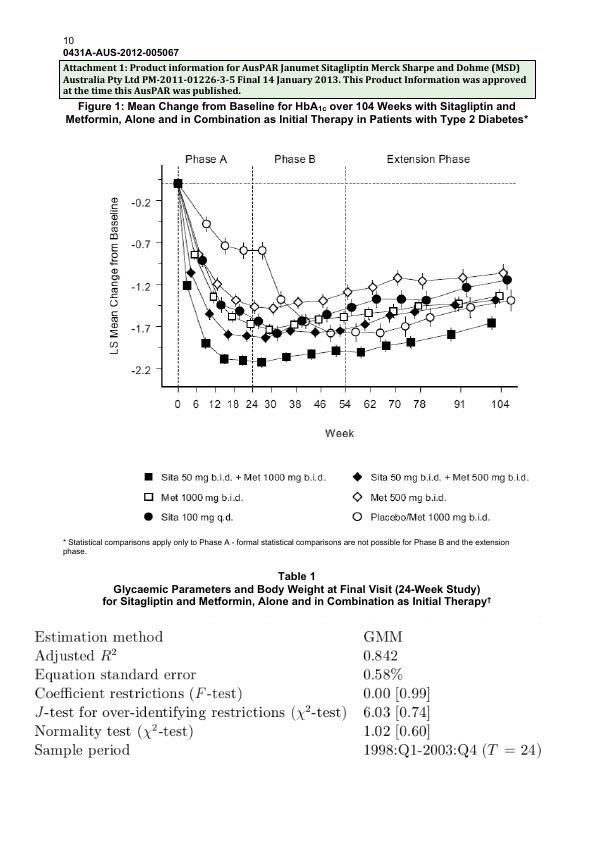 10
0431A-AUS-2012-005067
Attachment 1: Product information for AusPAR Janumet Sitagliptin Merck Sharpe and Dohme (MSD)
Australia Pty Ltd PM-2011-01226-3-5 Final 14 January 2013. This Product Information was approved
at the time this AusPAR was published.
Figure 1: Mean Change from Baseline for HbA1c over 104 Weeks with Sitagliptin and
Metformin, Alone and in Combination as Initial Therapy in Patients with Type 2 Diabetes*
Phase A Phase B Extension Phase
LS Mean Change from Baseline
-0.2
-0.7
-1.2
-1.7
-2.2
0 6 12 18 24 30 38 46 54 62 70 78 91 104
Week
Sita 50 mg b.i.d. + Met 1000 mg b.i.d. Sita 50 mg b.i.d. + Met 500 mg b.i.d.
Met 1000 mg b.i.d. Met 500 mg b.i.d.
Sita 100 mg q.d. Placebo/Met 1000 mg b.i.d.
* Statistical comparisons apply only to Phase A - formal statistical comparisons are not possible for Phase B and the extension
phase.
Table 1
Glycaemic Parameters and Body Weight at Final Visit (24-Week Study)
for Sitagliptin and Metformin, Alone and in Combination as Initial Therapy†
Estimation method GMM
Adjusted R² 0.842
Equation standard error 0.58%
Coefficient restrictions (F-test) 0.00 [0.99]
J-test for over-identifying restrictions (χ²-test) 6.03 [0.74]
Normality test (χ²-test) 1.02 [0.60]
Sample period 1998:Q1-2003:Q4 (T = 24)